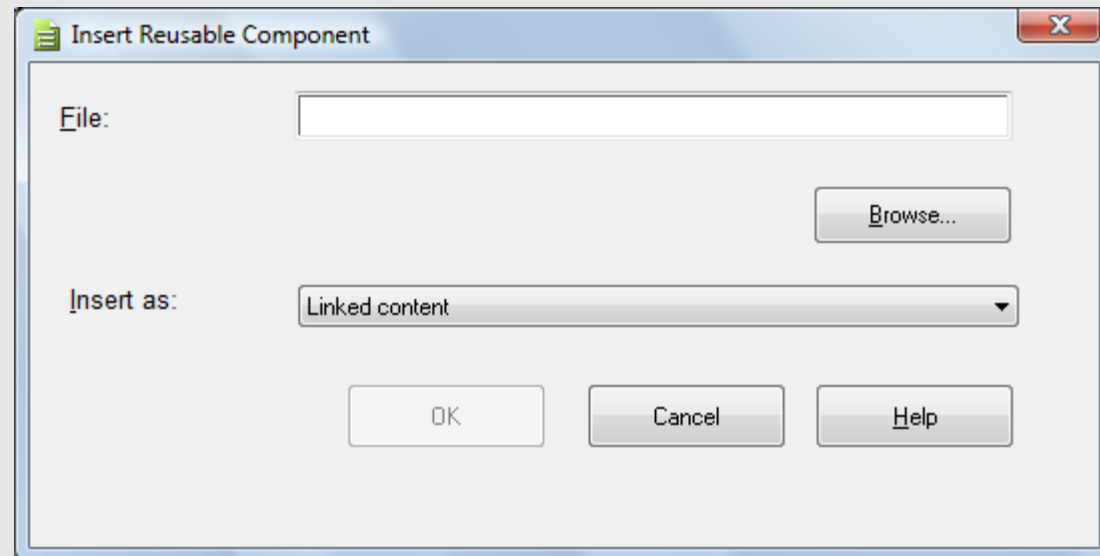 Insert Reusable Component
File:
Browse...
Insert as:
Linked content
OK
Cancel
Help